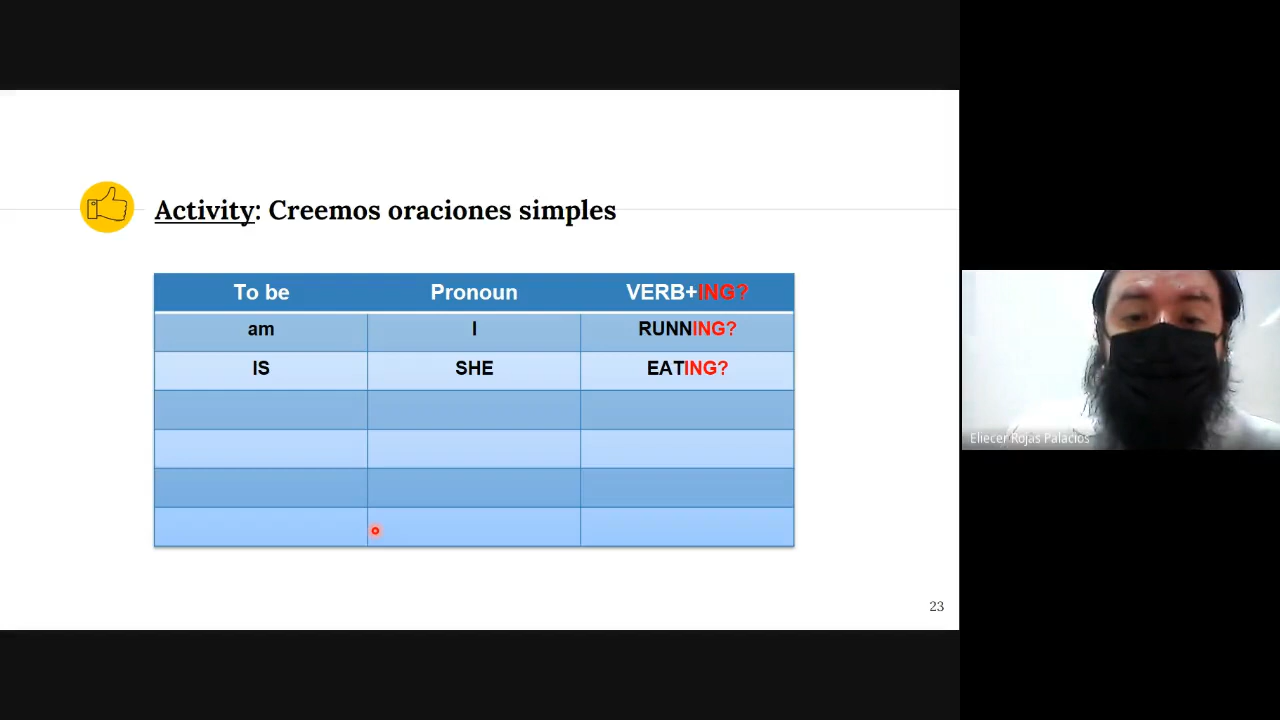 Activity: Creemos oraciones simples
To be Pronoun VERB+ING?
am I RUNNING?
IS SHE EATING?
23
Eliecer Rojas Palacios